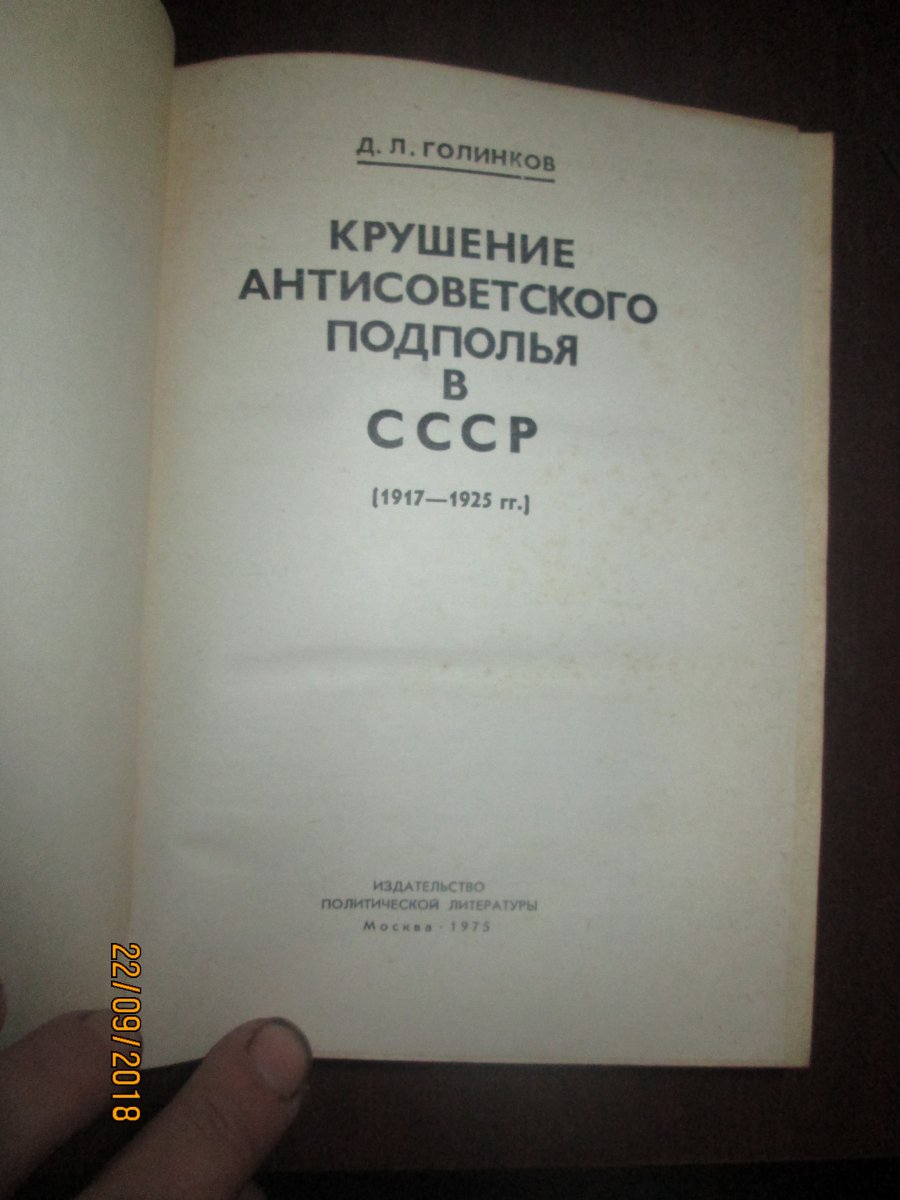 Д. Л. ГОЛИНКОВ
КРУШЕНИЕ
АНТИСОВЕТСКОГО
ПОДПОЛЬЯ
В
СССР
(1917—1925 гг.)
ИЗДАТЕЛЬСТВО
ПОЛИТИЧЕСКОЙ ЛИТЕРАТУРЫ
Москва · 1975
22/09/2018